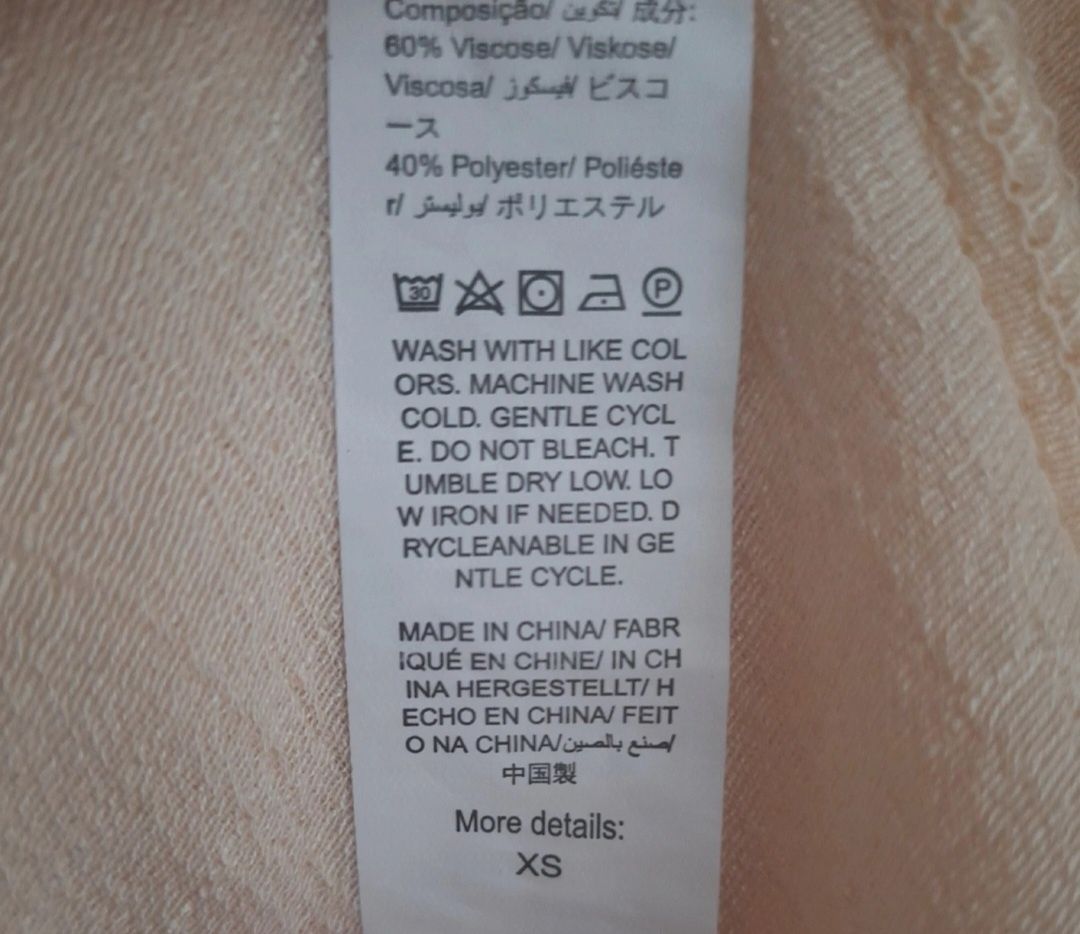 Composição/ تكوين/ 成分:
60% Viscose/ Viskose/
Viscosa/ فيسكوز/ ビスコ
ース
40% Polyester/ Poliéste
r/ بوليستر/ ポリエステル
30 P
WASH WITH LIKE COL
ORS. MACHINE WASH
COLD. GENTLE CYCL
E. DO NOT BLEACH. T
UMBLE DRY LOW. LO
W IRON IF NEEDED. D
RYCLEANABLE IN GE
NTLE CYCLE.
MADE IN CHINA/ FABR
IQUÉ EN CHINE/ IN CH
INA HERGESTELLT/ H
ECHO EN CHINA/ FEIT
O NA CHINA/صنع بالصين/
中国製
More details:
XS